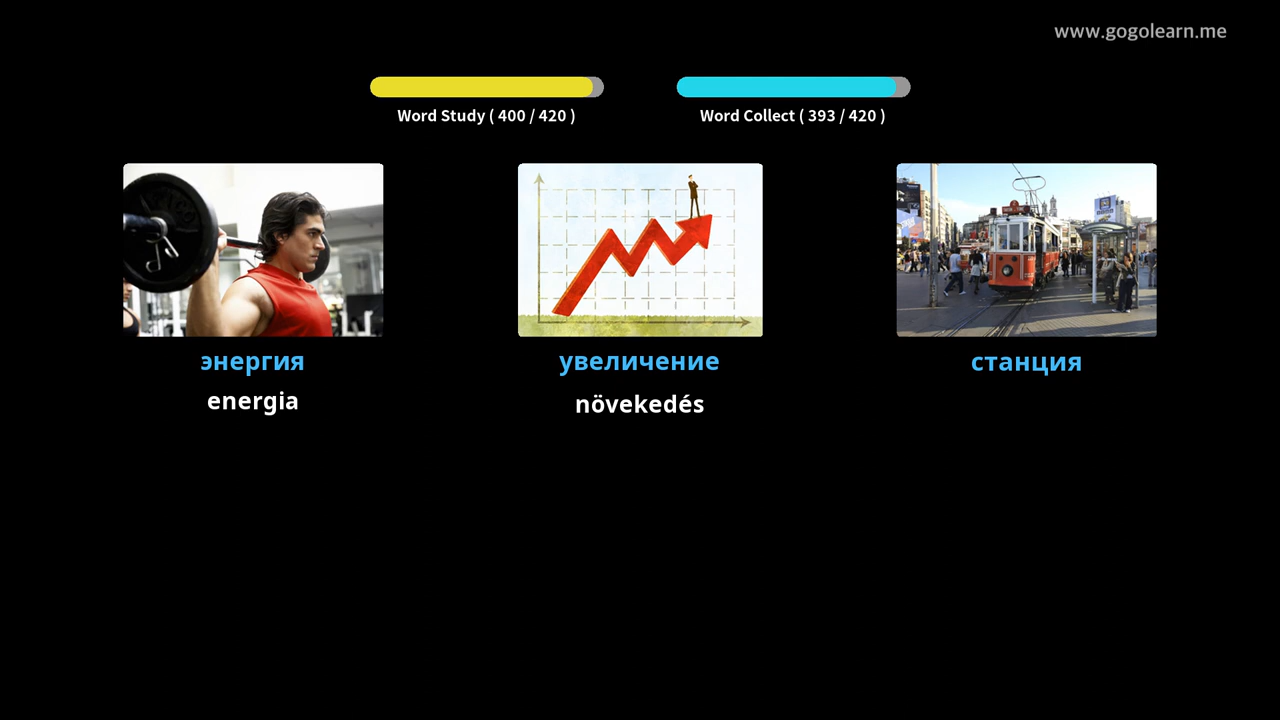 www.gogolearn.me
Word Study ( 400 / 420 )
Word Collect ( 393 / 420 )
энергия
увеличение
станция
energia
növekedés